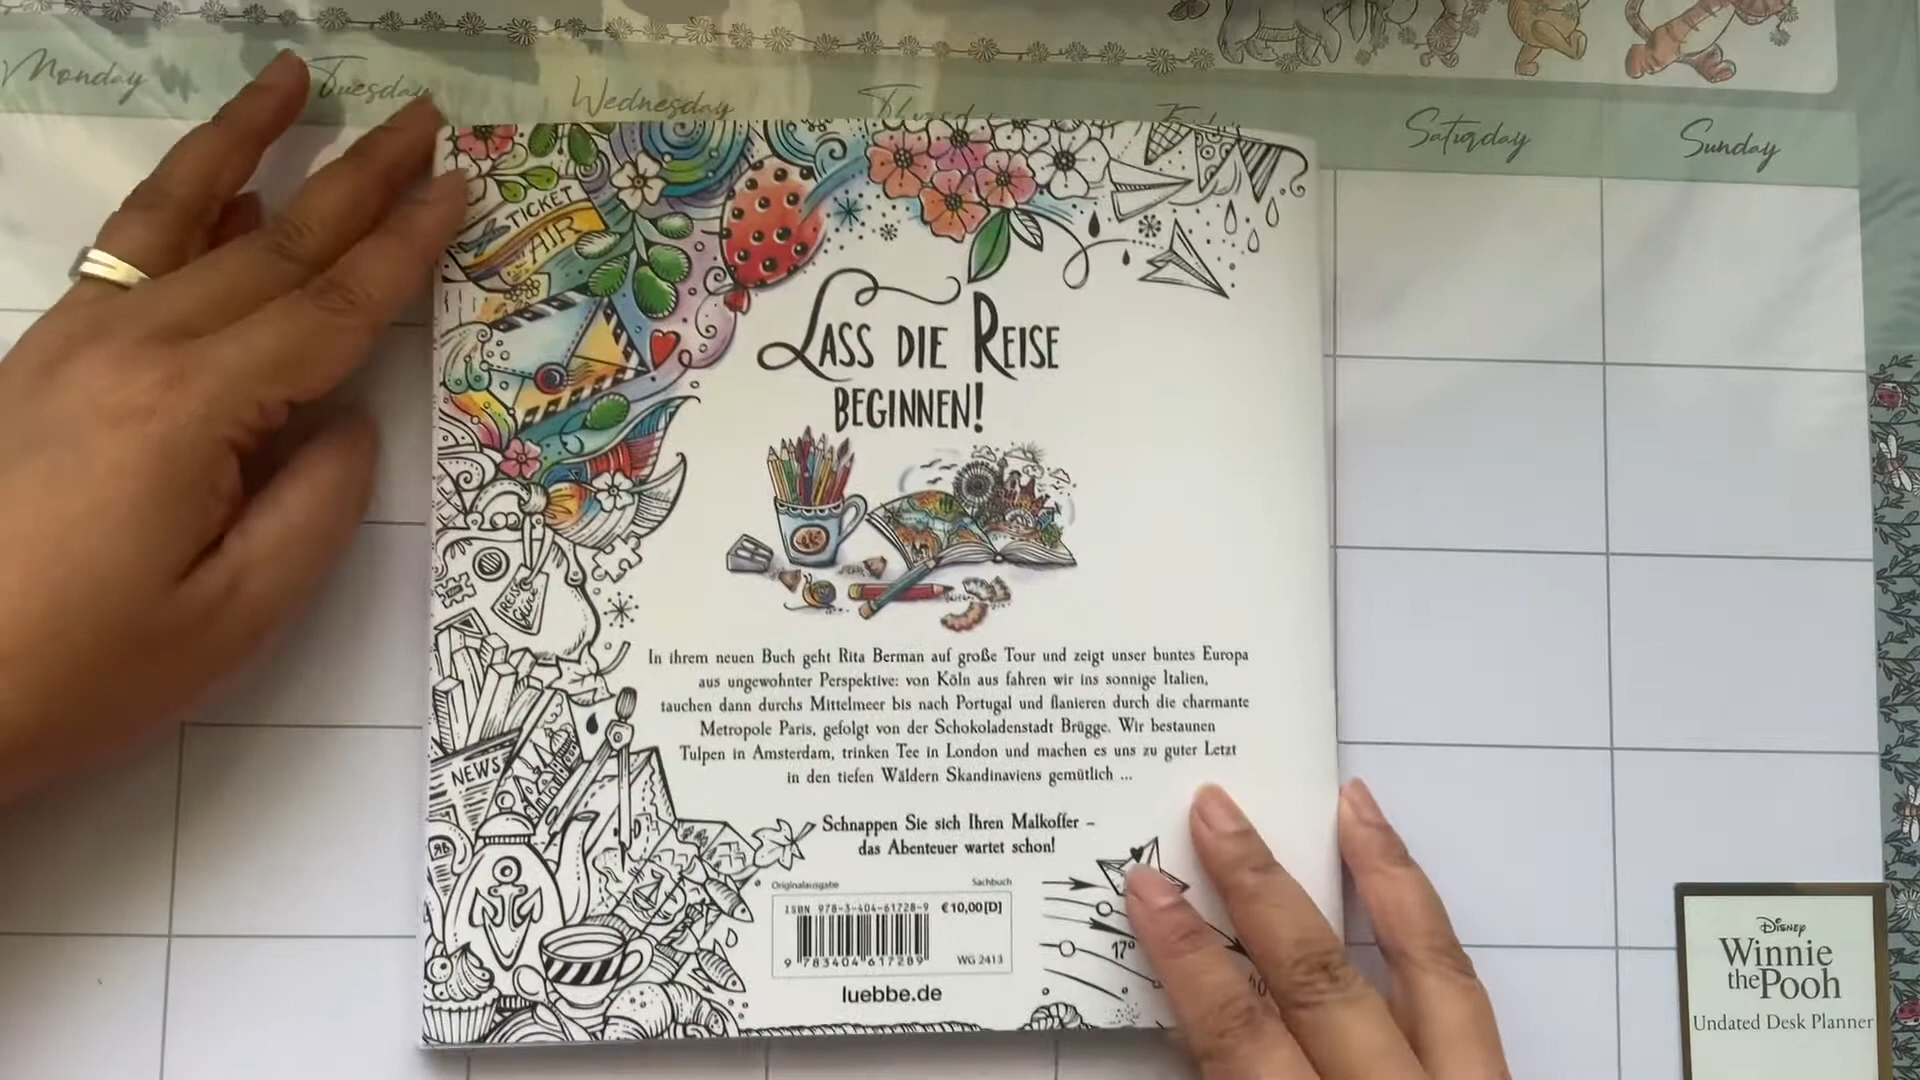 Monday
Tuesday
Wednesday
Saturday
Sunday
TICKET
AIR
LASS DIE REISE
BEGINNEN!
REISE
GUIDE
NEWS
RB
In ihrem neuen Buch geht Rita Berman auf große Tour und zeigt unser buntes Europa
aus ungewohnter Perspektive: von Köln aus fahren wir ins sonnige Italien,
tauchen dann durchs Mittelmeer bis nach Portugal und flanieren durch die charmante
Metropole Paris, gefolgt von der Schokoladenstadt Brügge. Wir bestaunen
Tulpen in Amsterdam, trinken Tee in London und machen es uns zu guter Letzt
in den tiefen Wäldern Skandinaviens gemütlich ...
Schnappen Sie sich Ihren Malkoffer –
das Abenteuer wartet schon!
Originalausgabe Sachbuch
ISBN 978-3-404-61728-9 €10,00[D]
9 783404 617289 WG 2413
luebbe.de
17°
Disney
Winnie
the Pooh
Undated Desk Planner